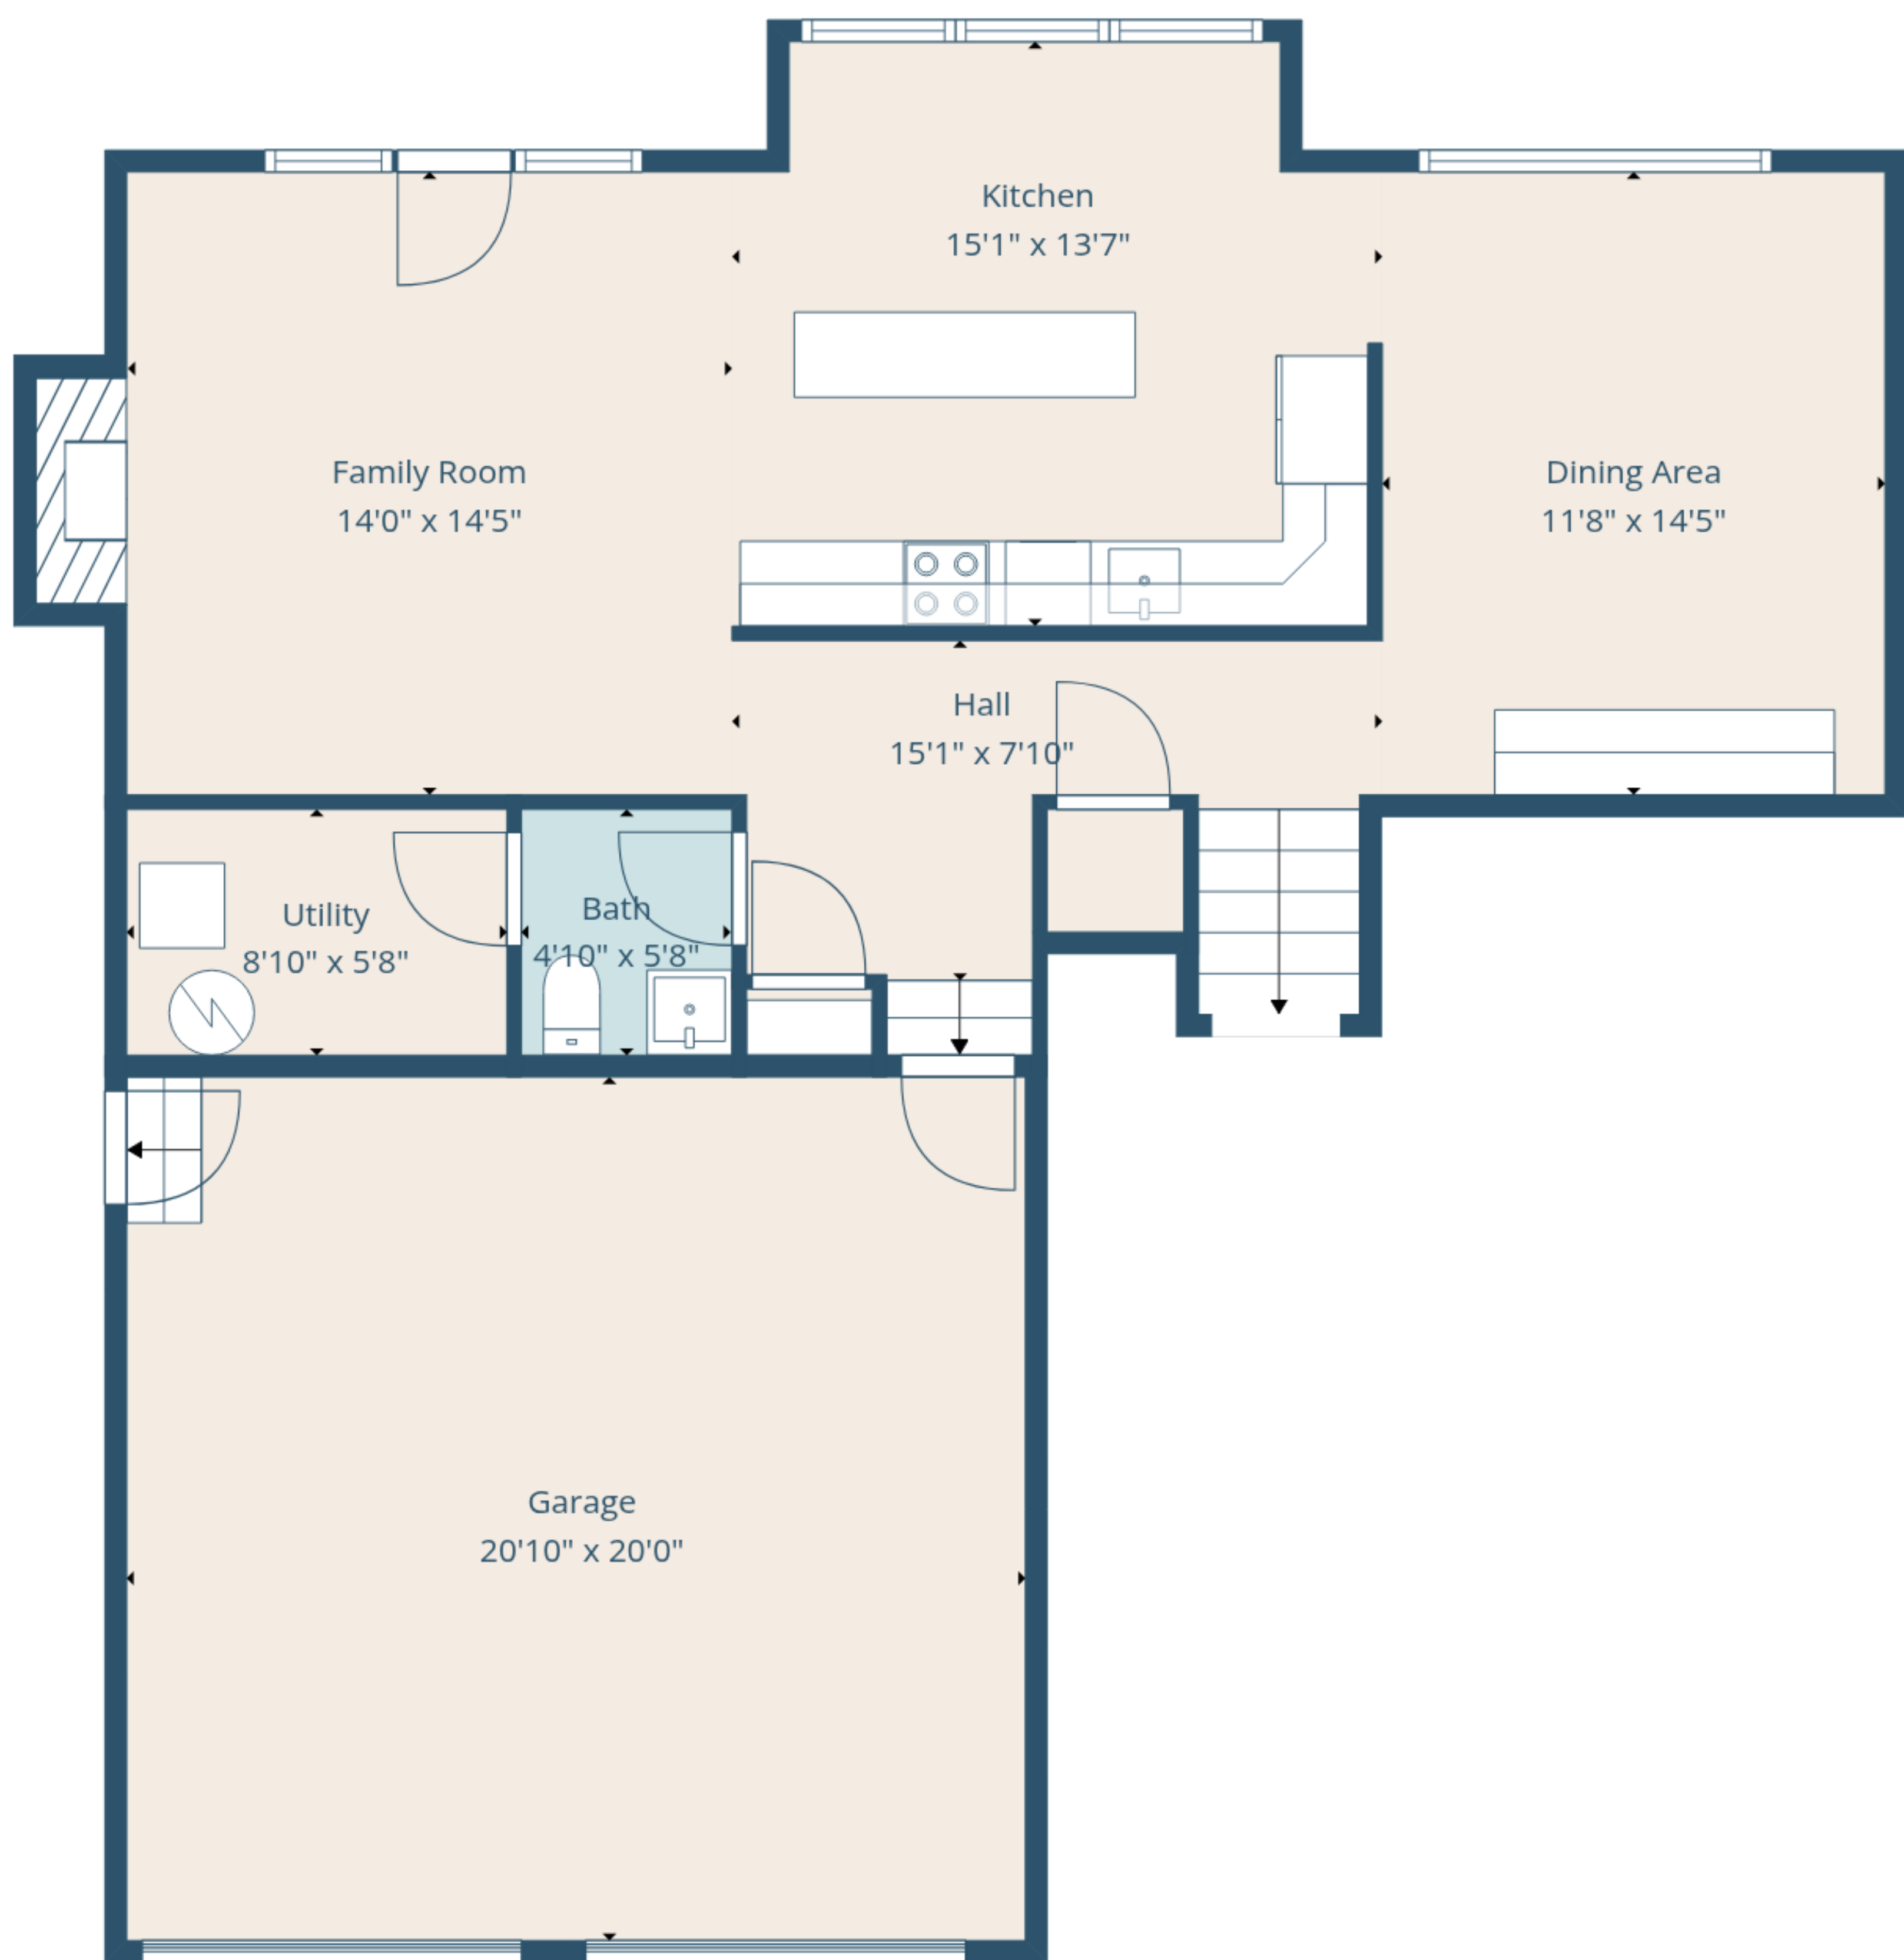 Kitchen
15'1" x 13'7"
Family Room
14'0" x 14'5"
Dining Area
11'8" x 14'5"
Hall
15'1" x 7'10"
Utility
8'10" x 5'8"
Bath
4'10" x 5'8"
Garage
20'10" x 20'0"